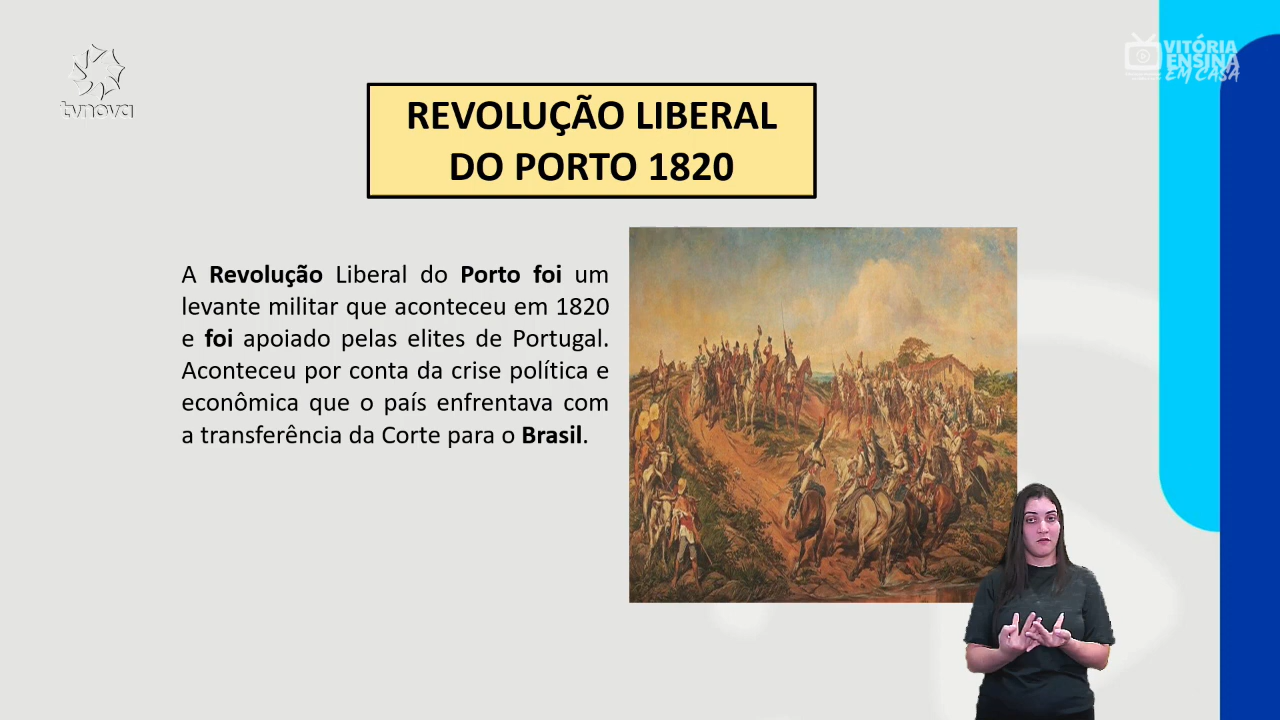 tvnova
VITÓRIA
ENSINA
EM CASA
REVOLUÇÃO LIBERAL
DO PORTO 1820
A Revolução Liberal do Porto foi um
levante militar que aconteceu em 1820
e foi apoiado pelas elites de Portugal.
Aconteceu por conta da crise política e
econômica que o país enfrentava com
a transferência da Corte para o Brasil.